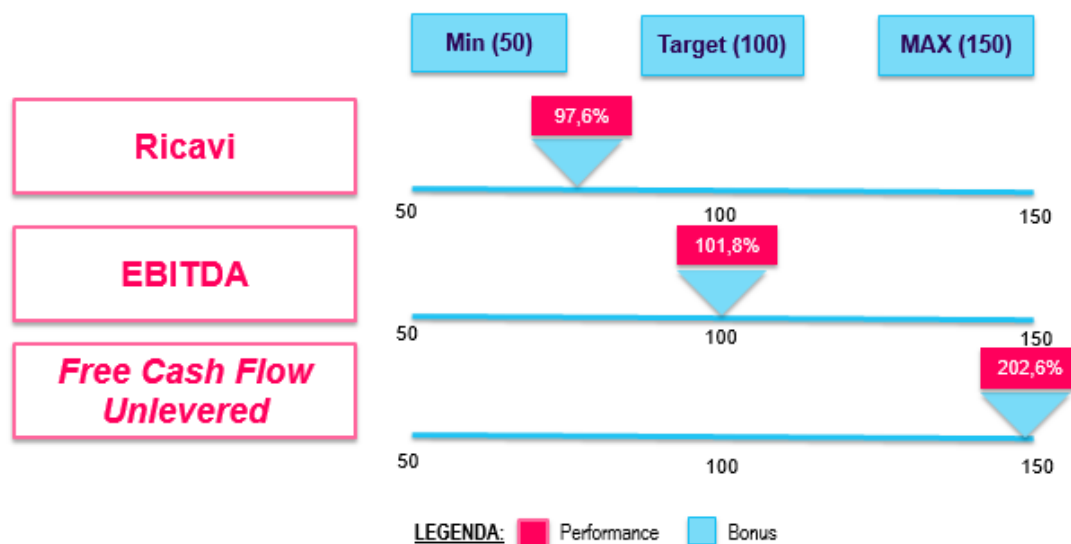 Min (50) Target (100) MAX (150)
97,6%
Ricavi
50 100 150
101,8%
EBITDA
50 100 150
202,6%
Free Cash Flow
Unlevered
50 100 150
LEGENDA: Performance Bonus